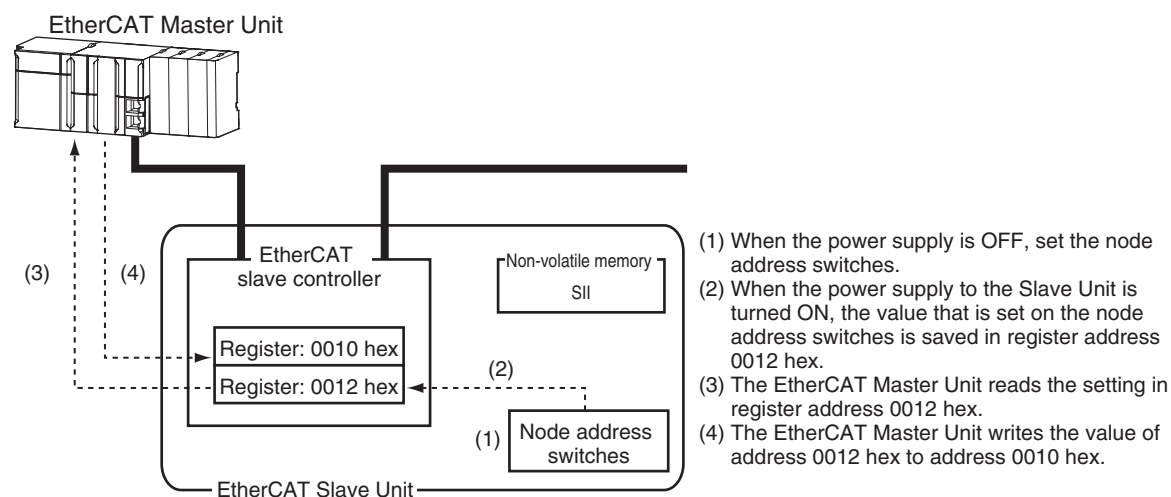 EtherCAT Master Unit
(3)
(4)
EtherCAT
slave controller
Non-volatile memory
SII
Register: 0010 hex
Register: 0012 hex
(2)
(1)
Node address
switches
EtherCAT Slave Unit
(1) When the power supply is OFF, set the node
address switches.
(2) When the power supply to the Slave Unit is
turned ON, the value that is set on the node
address switches is saved in register address
0012 hex.
(3) The EtherCAT Master Unit reads the setting in
register address 0012 hex.
(4) The EtherCAT Master Unit writes the value of
address 0012 hex to address 0010 hex.